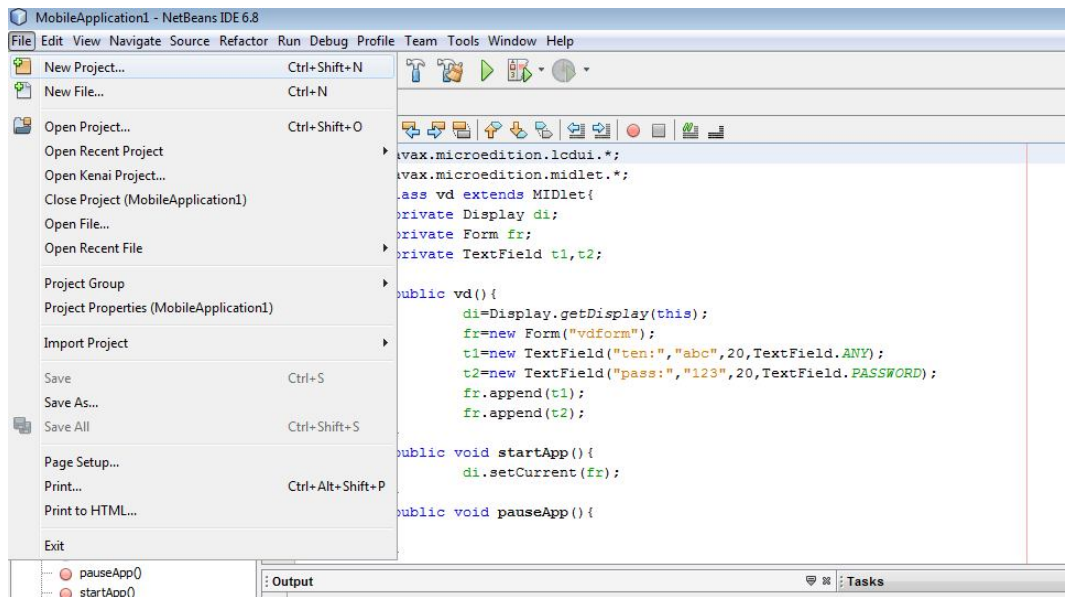 MobileApplication1 - NetBeans IDE 6.8
File Edit View Navigate Source Refactor Run Debug Profile Team Tools Window Help
New Project... Ctrl+Shift+N
New File... Ctrl+N
Open Project... Ctrl+Shift+O
Open Recent Project
Open Kenai Project...
Close Project (MobileApplication1)
Open File...
Open Recent File
Project Group
Project Properties (MobileApplication1)
Import Project
Save Ctrl+S
Save As...
Save All Ctrl+Shift+S
Page Setup...
Print... Ctrl+Alt+Shift+P
Print to HTML...
Exit
avax.microedition.lcdui.*;
avax.microedition.midlet.*;
ass vd extends MIDlet{
private Display di;
private Form fr;
private TextField t1,t2;
public vd(){
di=Display.getDisplay(this);
fr=new Form("vdform");
t1=new TextField("ten:","abc",20,TextField.ANY);
t2=new TextField("pass:","123",20,TextField.PASSWORD);
fr.append(t1);
fr.append(t2);
public void startApp(){
di.setCurrent(fr);
public void pauseApp(){
pauseApp()
startApp()
Output
Tasks